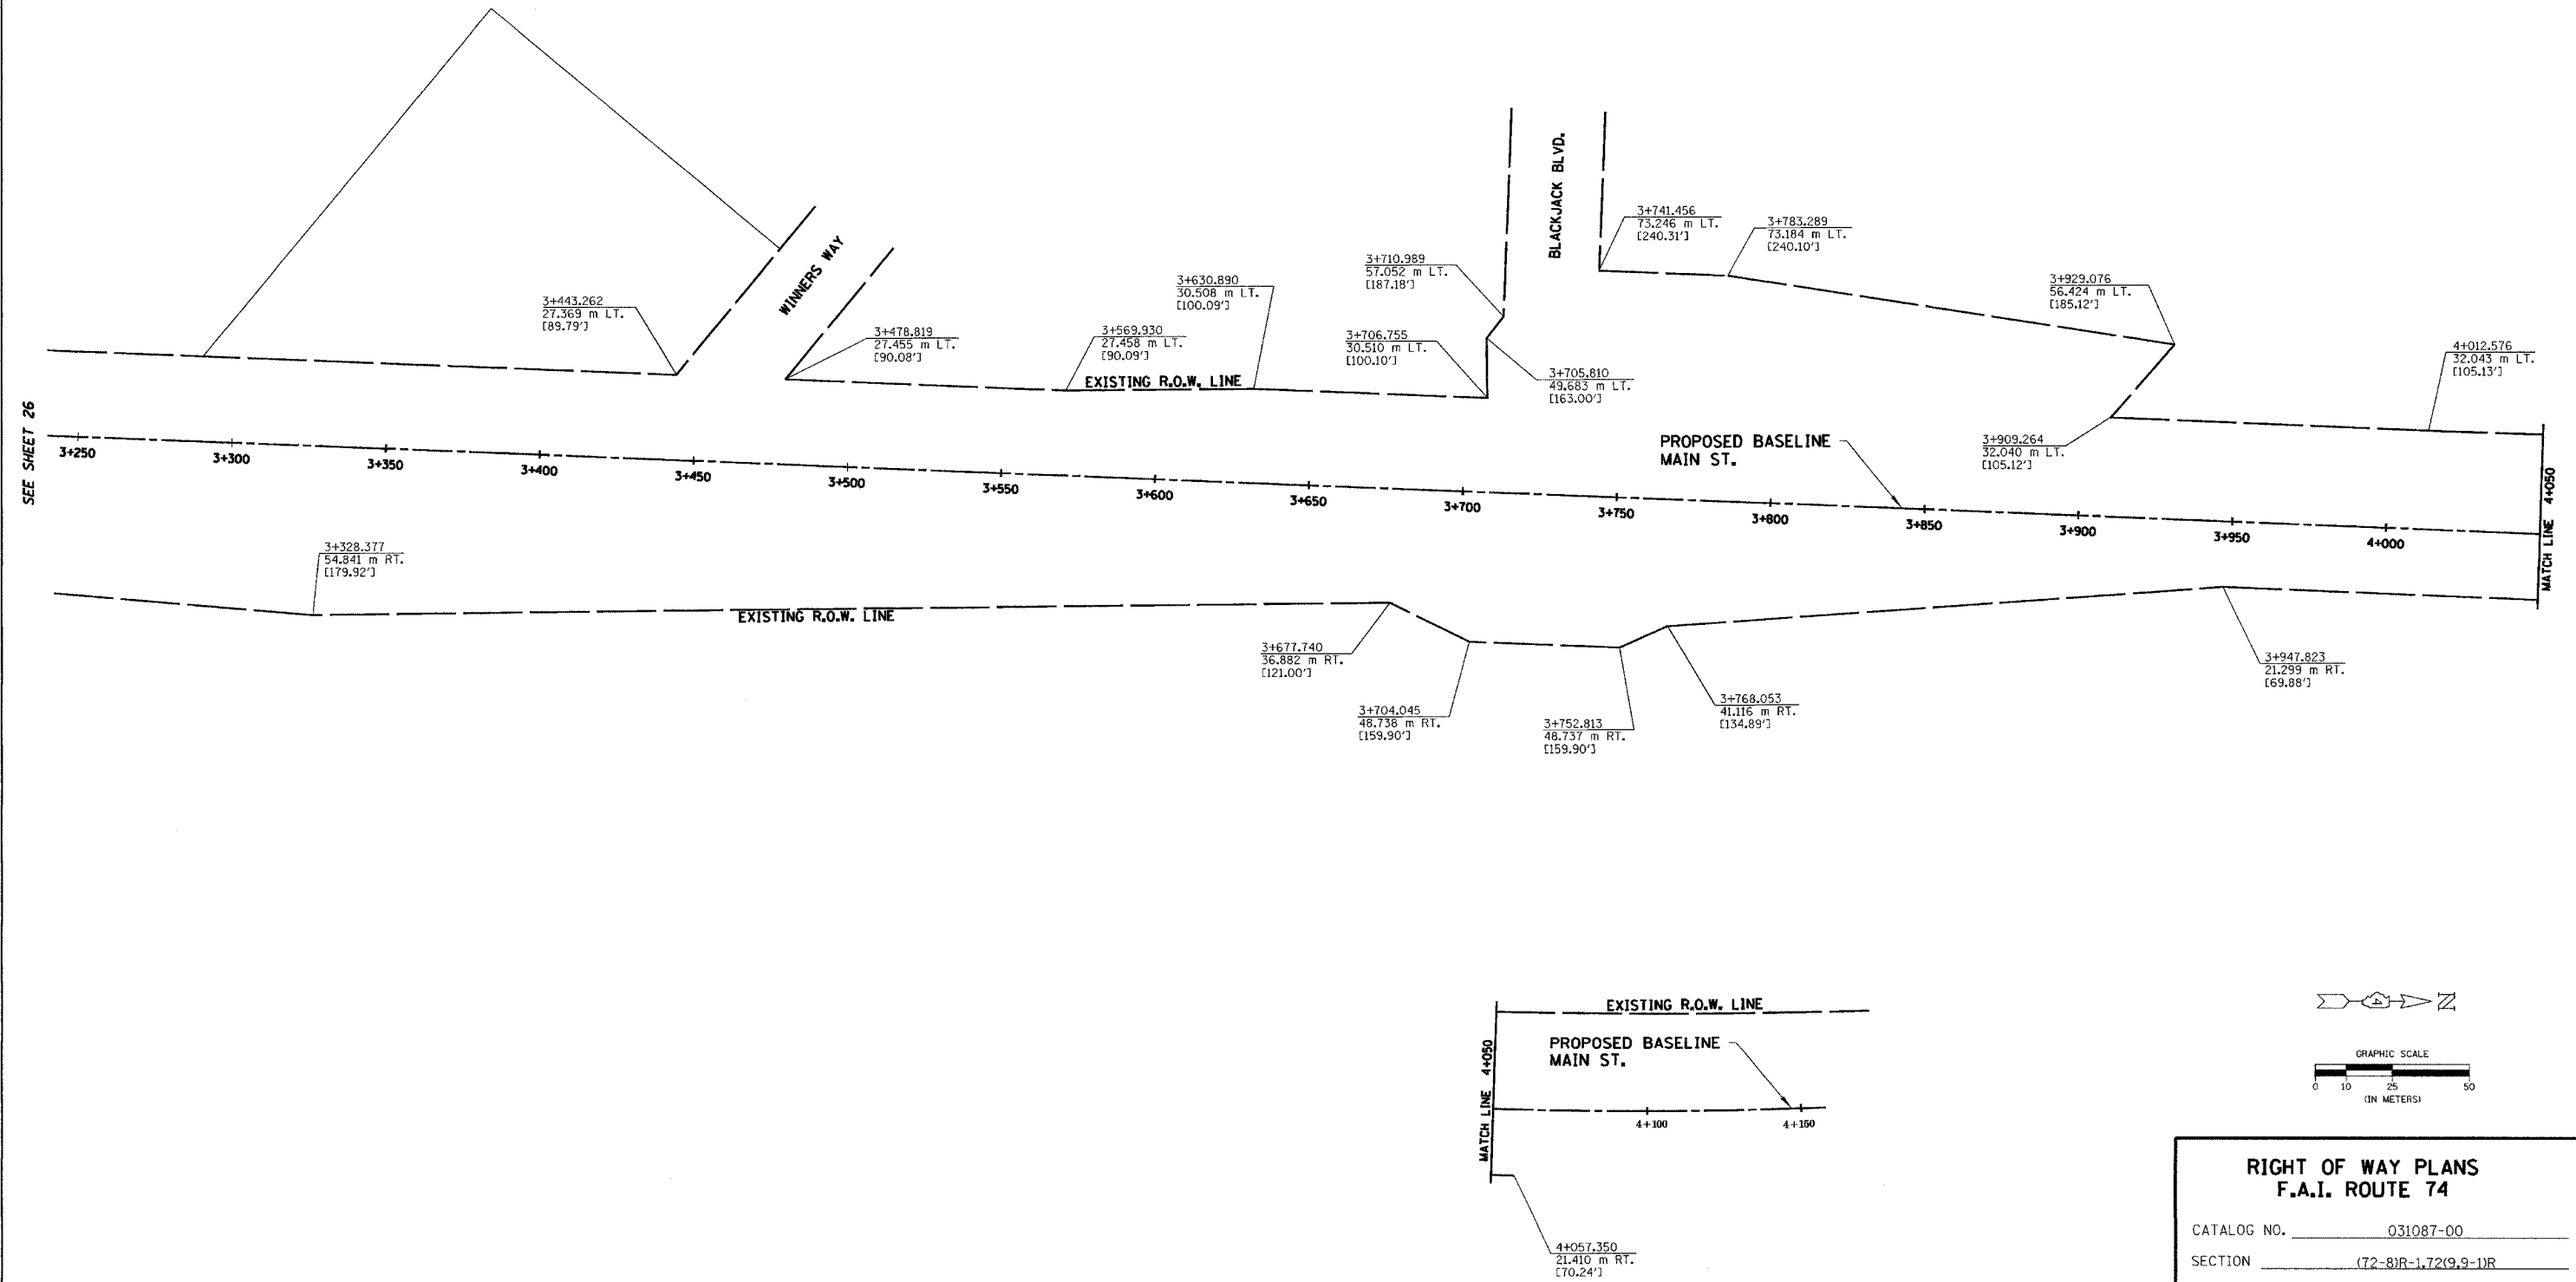 BLACKJACK BLVD.
WINNERS WAY
3+741.456
73.246 m LT.
[240.31']
3+783.289
73.184 m LT.
[240.10']
3+710.989
57.052 m LT.
[187.18']
3+630.890
30.508 m LT.
[100.09']
3+929.076
56.424 m LT.
[185.12']
3+443.262
27.369 m LT.
[89.79']
3+478.819
27.455 m LT.
[90.08']
3+569.930
27.458 m LT.
[90.09']
3+706.755
30.510 m LT.
[100.10']
4+012.576
32.043 m LT.
[105.13']
3+705.810
49.683 m LT.
[163.00']
EXISTING R.O.W. LINE
SEE SHEET 26
PROPOSED BASELINE
MAIN ST.
3+909.264
32.040 m LT.
[105.12']
3+250
3+300
3+350
3+400
3+450
3+500
3+550
3+600
3+650
3+700
3+750
3+800
3+850
3+900
3+950
4+000
MATCH LINE 4+050
3+328.377
54.841 m RT.
[179.92']
EXISTING R.O.W. LINE
3+677.740
36.882 m RT.
[121.00']
3+704.045
48.738 m RT.
[159.90']
3+752.813
48.737 m RT.
[159.90']
3+768.053
41.116 m RT.
[134.89']
3+947.823
21.299 m RT.
[69.88']
EXISTING R.O.W. LINE
PROPOSED BASELINE
MAIN ST.
MATCH LINE 4+050
4+100
4+150
4+057.350
21.410 m RT.
[70.24']
Z
GRAPHIC SCALE
0 10 25 50
(IN METERS)
RIGHT OF WAY PLANS
F.A.I. ROUTE 74
CATALOG NO. 031087-00
SECTION (72-8)R-1,72(9,9-1)R